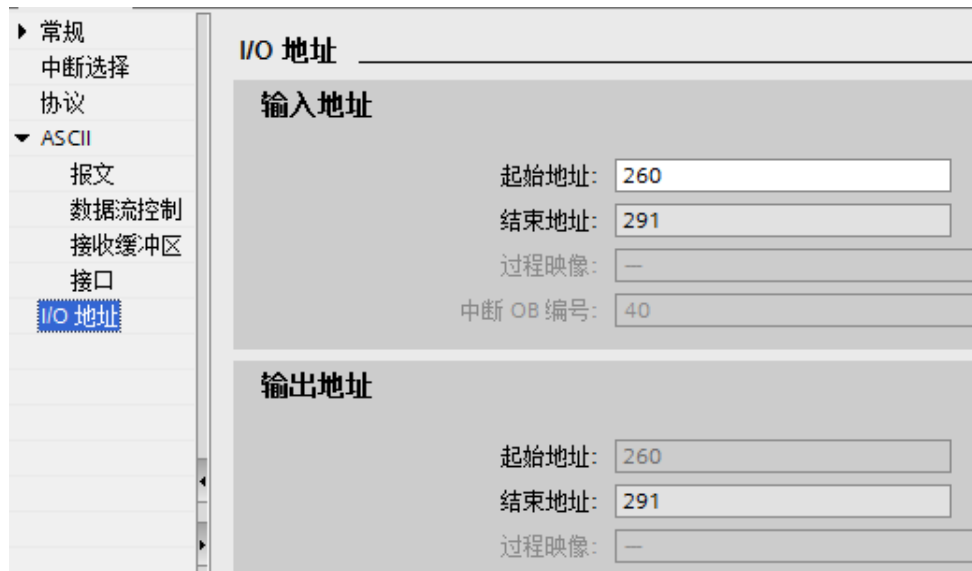 常规
中断选择
协议
ASCII
报文
数据流控制
接收缓冲区
接口
I/O 地址
I/O 地址
输入地址
起始地址: 260
结束地址: 291
过程映像: —
中断 OB 编号: 40
输出地址
起始地址: 260
结束地址: 291
过程映像: —